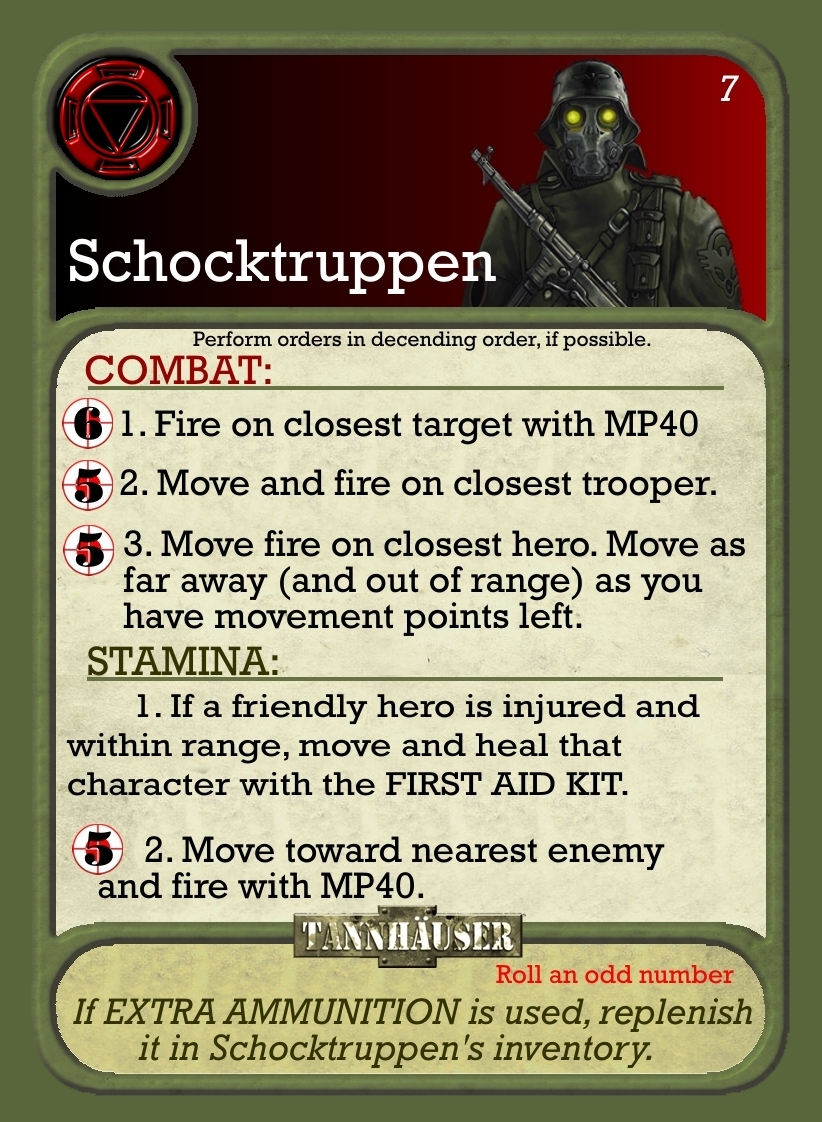 7
Schocktruppen
Perform orders in decending order, if possible.
COMBAT:
6 1. Fire on closest target with MP40
5 2. Move and fire on closest trooper.
5 3. Move fire on closest hero. Move as
far away (and out of range) as you
have movement points left.
STAMINA:
1. If a friendly hero is injured and
within range, move and heal that
character with the FIRST AID KIT.
5 2. Move toward nearest enemy
and fire with MP40.
TANNHÄUSER
Roll an odd number
If EXTRA AMMUNITION is used, replenish
it in Schocktruppen's inventory.